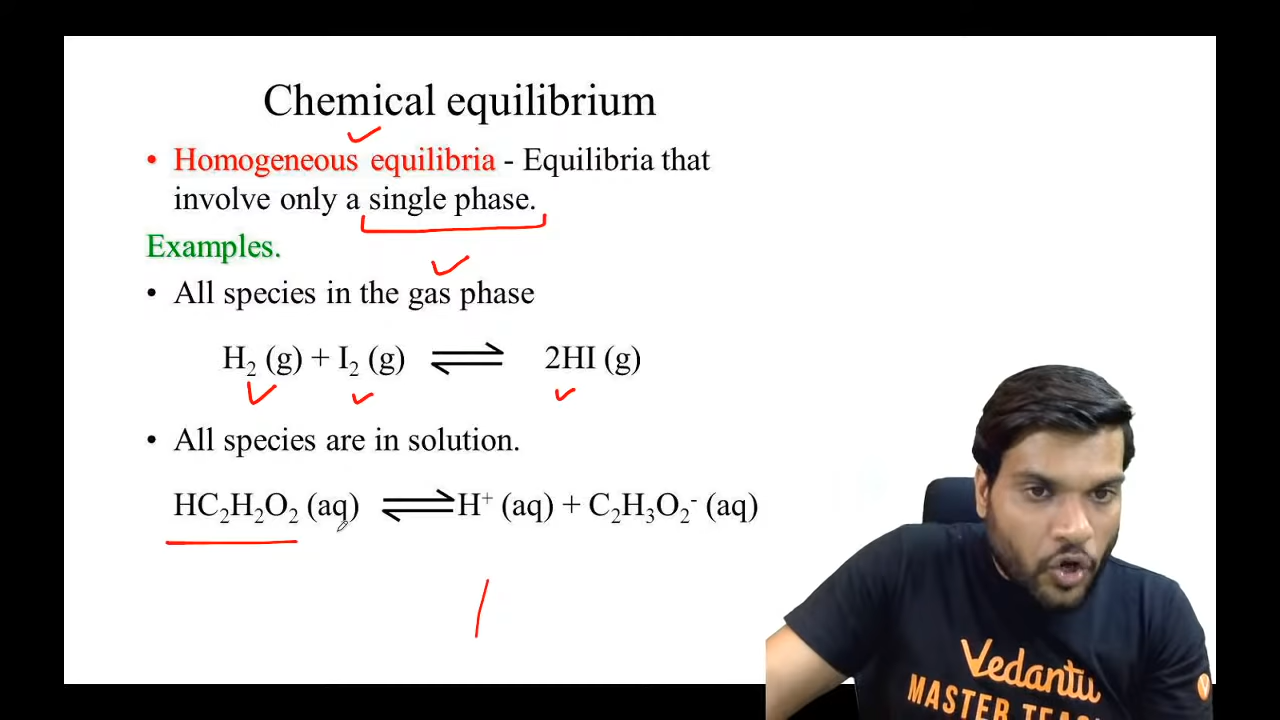 Chemical equilibrium
• Homogeneous equilibria - Equilibria that
involve only a single phase.
Examples.
• All species in the gas phase
H₂ (g) + I₂ (g) ⇌ 2HI (g)
• All species are in solution.
HC₂H₂O₂ (aq) ⇌ H⁺ (aq) + C₂H₃O₂⁻ (aq)
Vedantu
MASTER